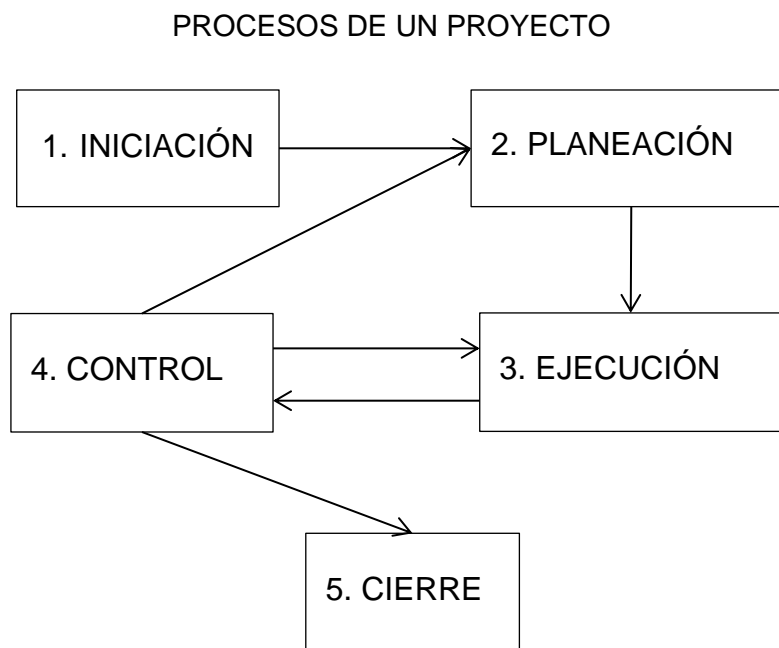 PROCESOS DE UN PROYECTO
1. INICIACIÓN
2. PLANEACIÓN
4. CONTROL
3. EJECUCIÓN
5. CIERRE